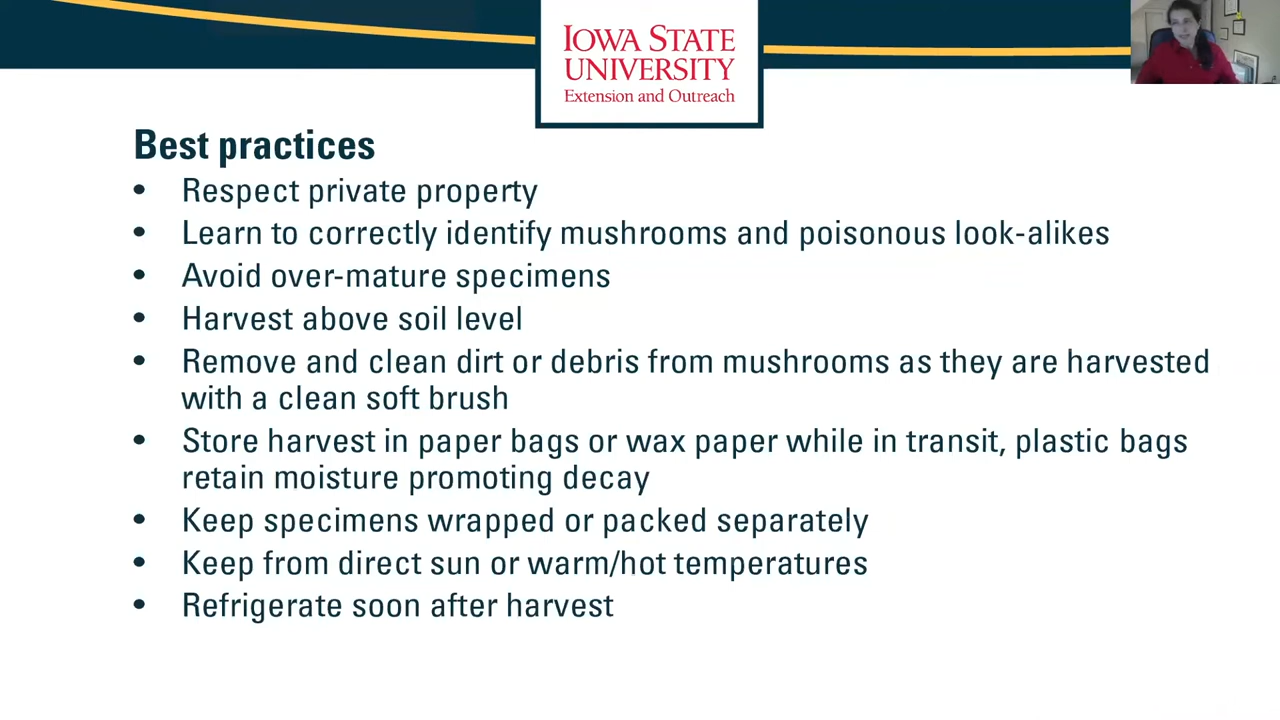 IOWA STATE
UNIVERSITY
Extension and Outreach
Best practices
• Respect private property
• Learn to correctly identify mushrooms and poisonous look-alikes
• Avoid over-mature specimens
• Harvest above soil level
• Remove and clean dirt or debris from mushrooms as they are harvested
with a clean soft brush
• Store harvest in paper bags or wax paper while in transit, plastic bags
retain moisture promoting decay
• Keep specimens wrapped or packed separately
• Keep from direct sun or warm/hot temperatures
• Refrigerate soon after harvest